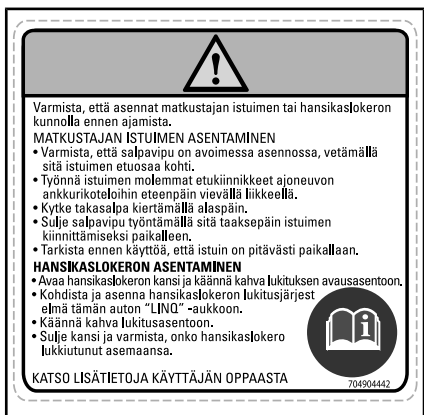 Varmista, että asennat matkustajan istuimen tai hansikaslokeron
kunnolla ennen ajamista.
MATKUSTAJAN ISTUIMEN ASENTAMINEN
• Varmista, että salpavipu on avoimessa asennossa, vetämällä
sitä istuimen etuosaa kohti.
• Työnnä istuimen molemmat etukiinnikkeet ajoneuvon
ankkurikoteloihin eteenpäin vievällä liikkeellä.
• Kytke takasalpa kiertämällä alaspäin.
• Sulje salpavipu työntämällä sitä taaksepäin istuimen
kiinnittämiseksi paikalleen.
• Tarkista ennen käyttöä, että istuin on pitävästi paikallaan.
HANSIKASLOKERON ASENTAMINEN
• Avaa hansikaslokeron kansi ja käännä kahva lukituksen avausasentoon.
• Kohdista ja asenna hansikaslokeron lukitusjärjest
elmä tämän auton "LINQ" -aukkoon.
• Käännä kahva lukitusasentoon.
• Sulje kansi ja varmista, onko hansikaslokero
lukkiutunut asemaansa.
KATSO LISÄTIETOJA KÄYTTÄJÄN OPPAASTA
704904442